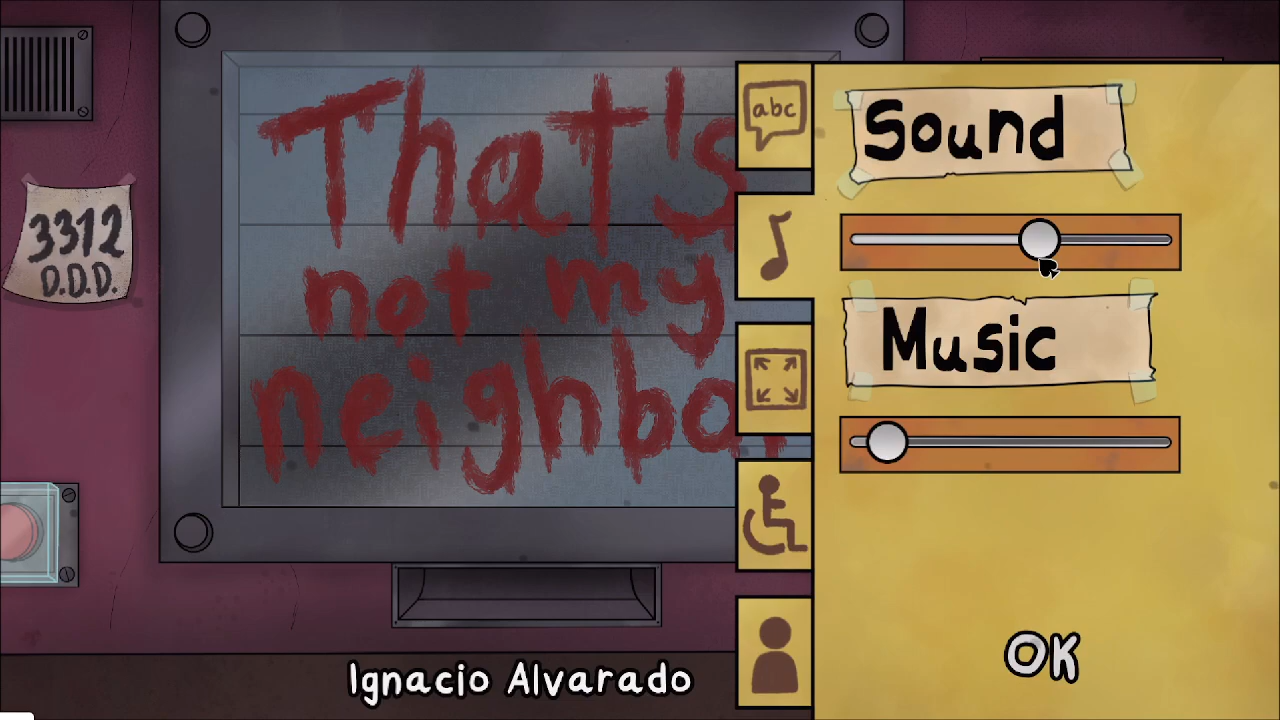 That's
not my
neighbo
3312
D.D.D.
abc
Sound
Music
OK
Ignacio Alvarado